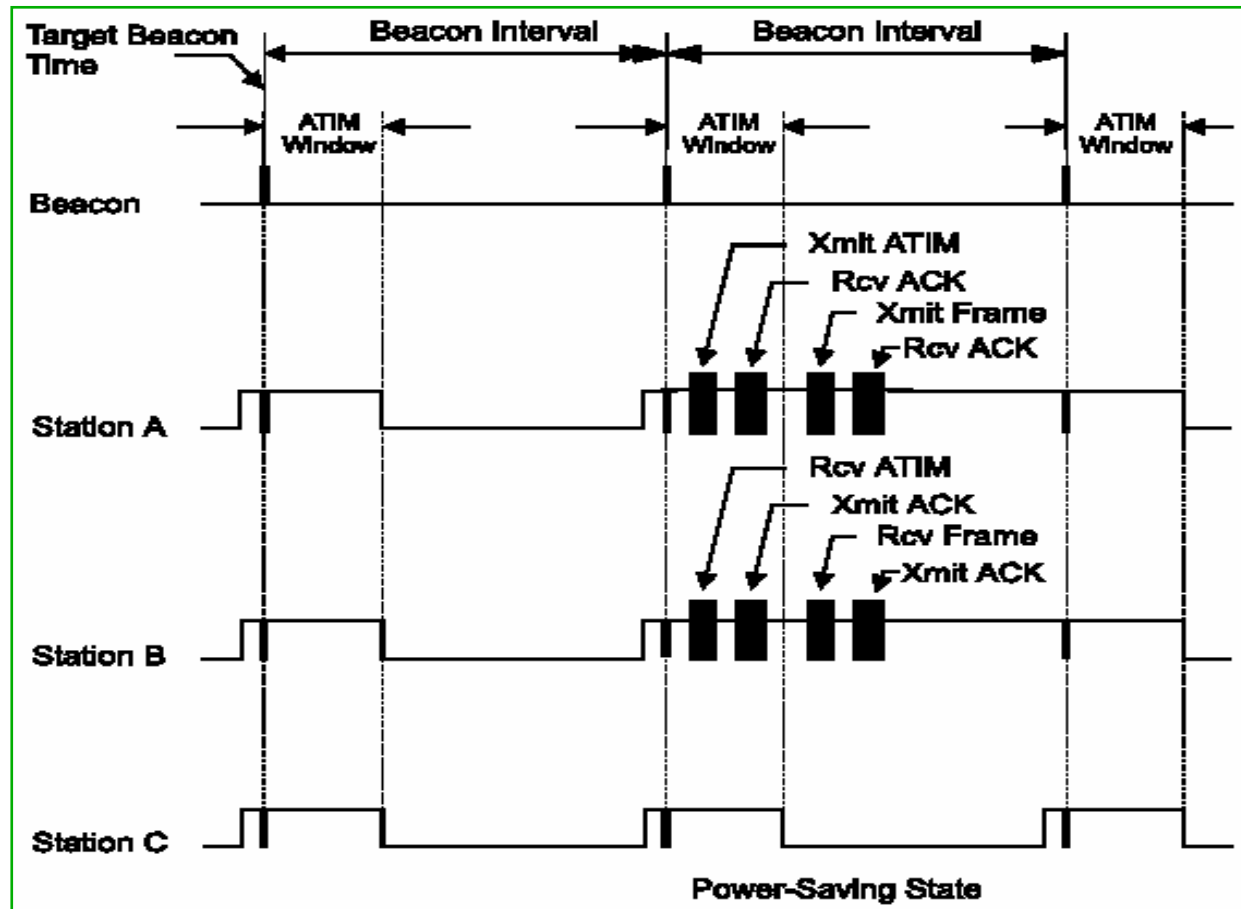 Target Beacon
Time
Beacon Interval
Beacon Interval
ATIM
Window
ATIM
Window
ATIM
Window
Beacon
Xmit ATIM
Rcv ACK
Xmit Frame
Rcv ACK
Station A
Rcv ATIM
Xmit ACK
Rcv Frame
Xmit ACK
Station B
Station C
Power-Saving State